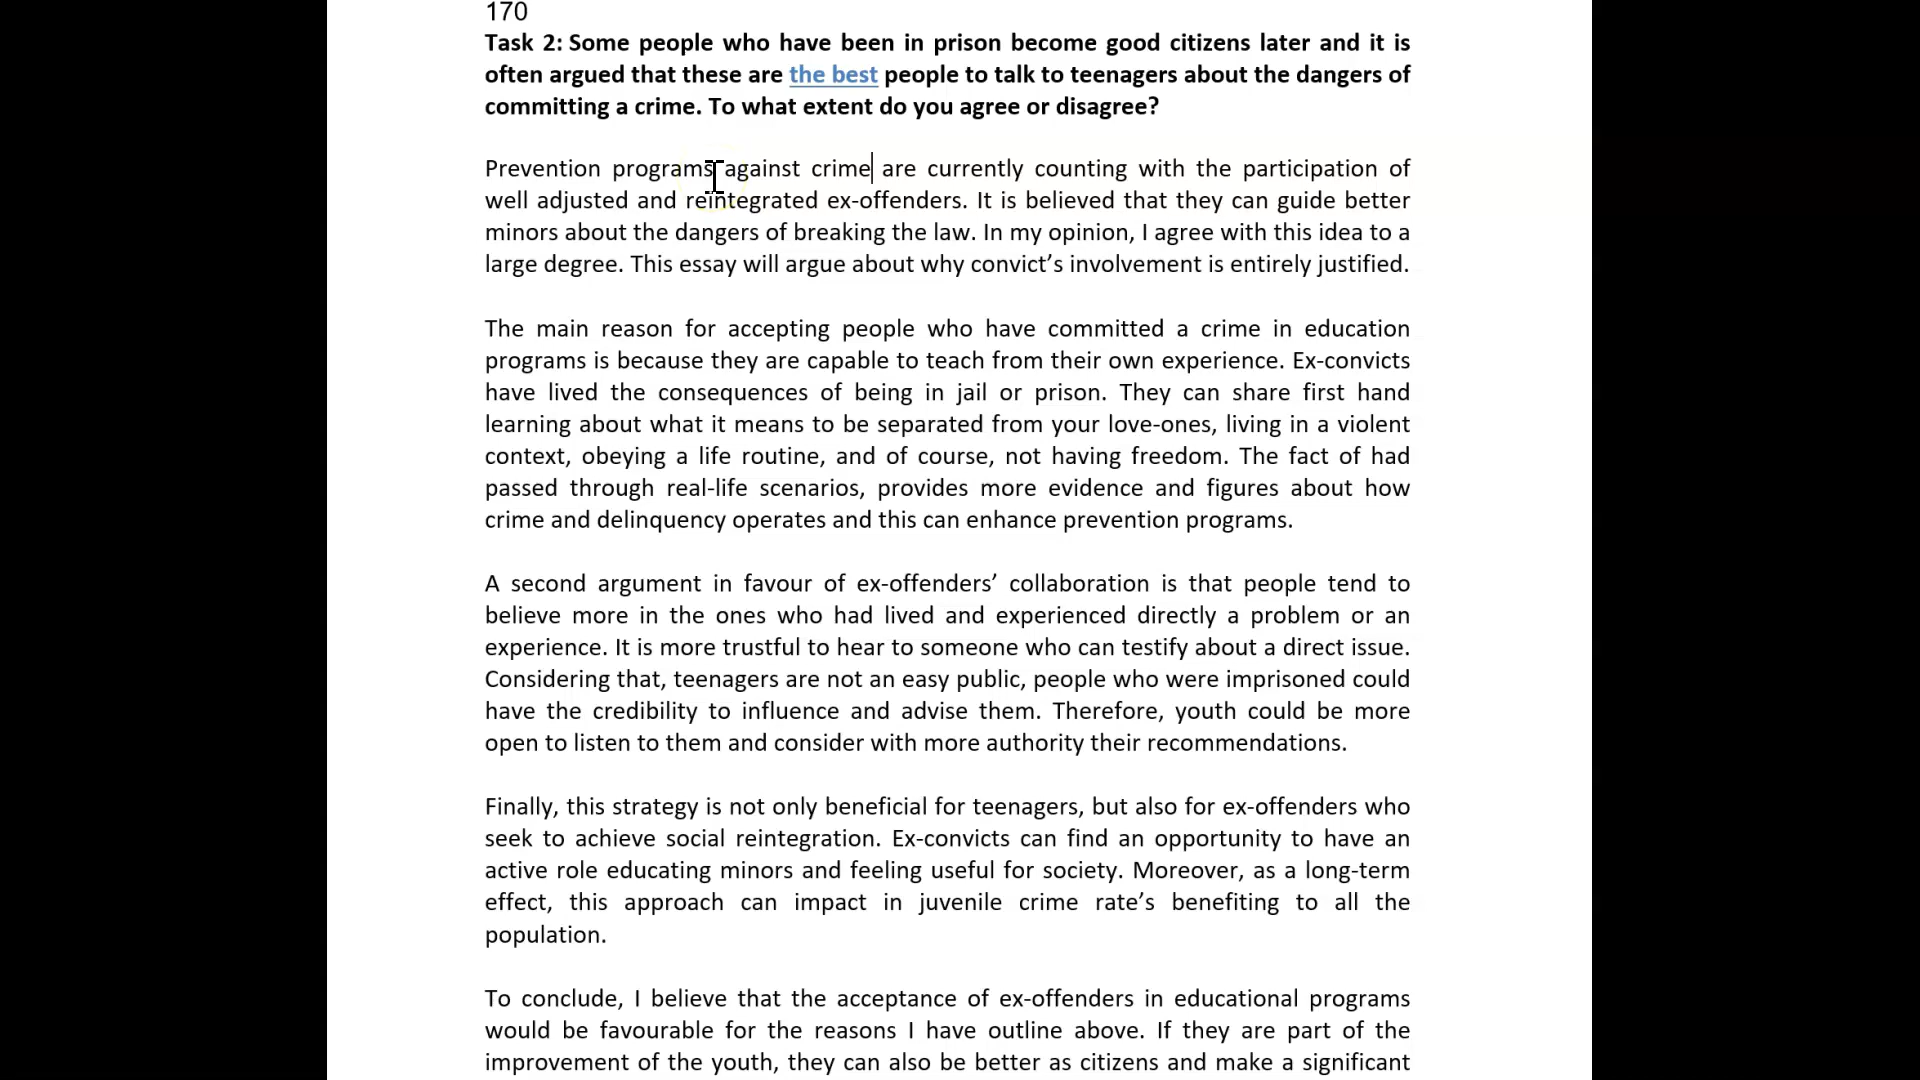 170
Task 2: Some people who have been in prison become good citizens later and it is
often argued that these are the best people to talk to teenagers about the dangers of
committing a crime. To what extent do you agree or disagree?
Prevention programs against crime are currently counting with the participation of
well adjusted and reintegrated ex-offenders. It is believed that they can guide better
minors about the dangers of breaking the law. In my opinion, I agree with this idea to a
large degree. This essay will argue about why convict’s involvement is entirely justified.
The main reason for accepting people who have committed a crime in education
programs is because they are capable to teach from their own experience. Ex-convicts
have lived the consequences of being in jail or prison. They can share first hand
learning about what it means to be separated from your love-ones, living in a violent
context, obeying a life routine, and of course, not having freedom. The fact of had
passed through real-life scenarios, provides more evidence and figures about how
crime and delinquency operates and this can enhance prevention programs.
A second argument in favour of ex-offenders’ collaboration is that people tend to
believe more in the ones who had lived and experienced directly a problem or an
experience. It is more trustful to hear to someone who can testify about a direct issue.
Considering that, teenagers are not an easy public, people who were imprisoned could
have the credibility to influence and advise them. Therefore, youth could be more
open to listen to them and consider with more authority their recommendations.
Finally, this strategy is not only beneficial for teenagers, but also for ex-offenders who
seek to achieve social reintegration. Ex-convicts can find an opportunity to have an
active role educating minors and feeling useful for society. Moreover, as a long-term
effect, this approach can impact in juvenile crime rate’s benefiting to all the
population.
To conclude, I believe that the acceptance of ex-offenders in educational programs
would be favourable for the reasons I have outline above. If they are part of the
improvement of the youth, they can also be better as citizens and make a significant